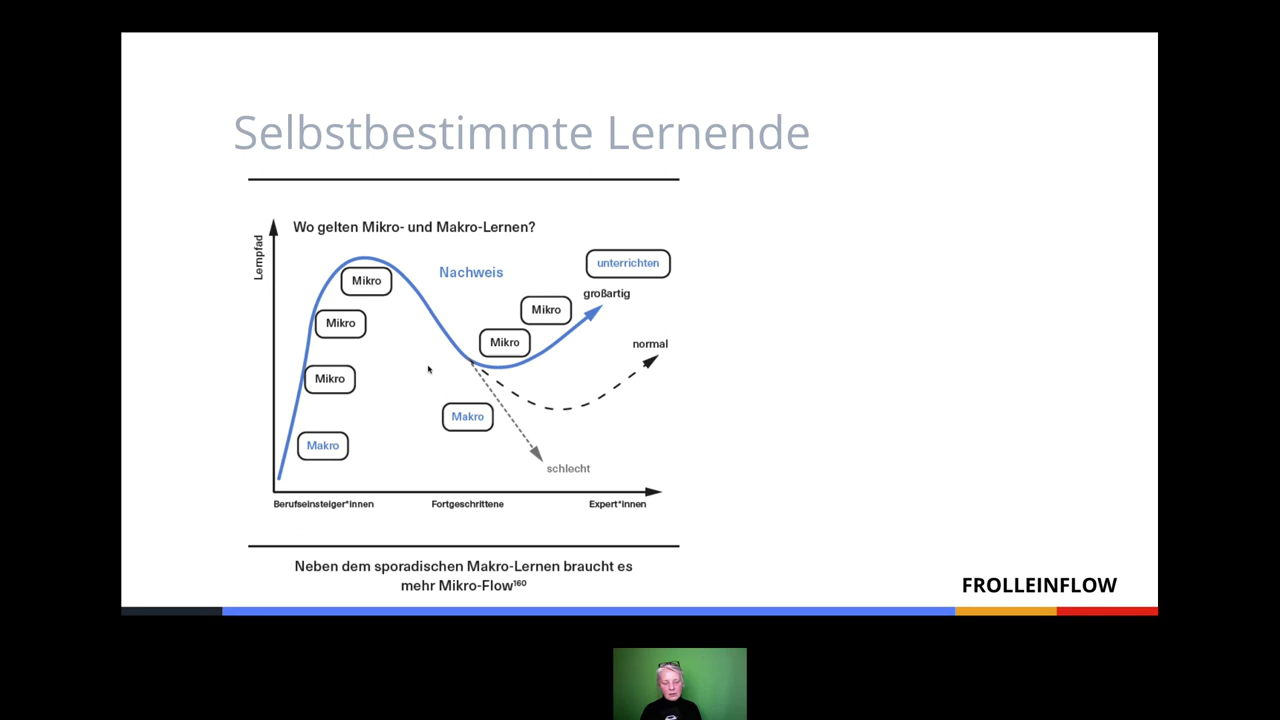 Selbstbestimmte Lernende
Wo gelten Mikro- und Makro-Lernen?
Lernpfad
Nachweis
unterrichten
großartig
Mikro
Mikro
Mikro
Mikro
normal
Mikro
Makro
Makro
schlecht
Berufseinsteiger*innen
Fortgeschrittene
Expert*innen
Neben dem sporadischen Makro-Lernen braucht es
mehr Mikro-Flow¹⁶⁰
FROLLEINFLOW